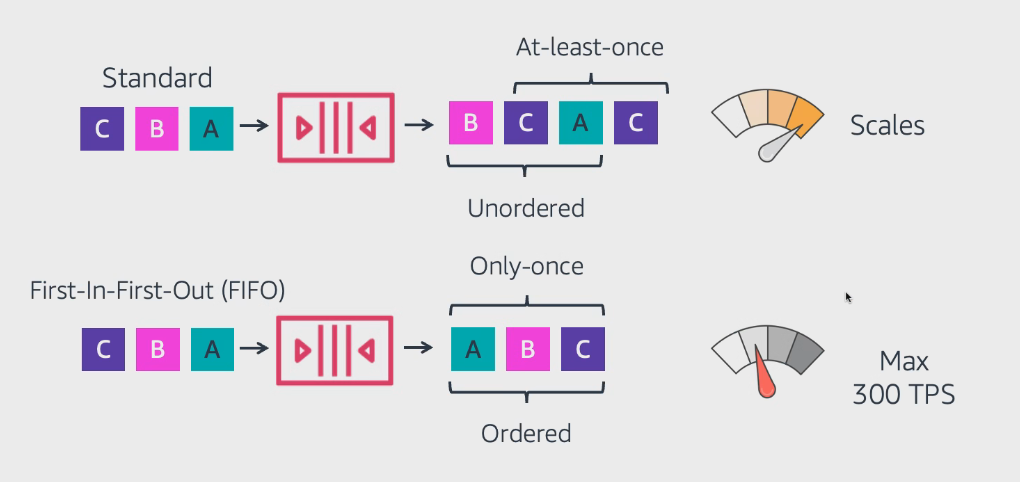 At-least-once
Standard
C B A
B C A C
Scales
Unordered
Only-once
First-In-First-Out (FIFO)
C B A
A B C
Max
300 TPS
Ordered